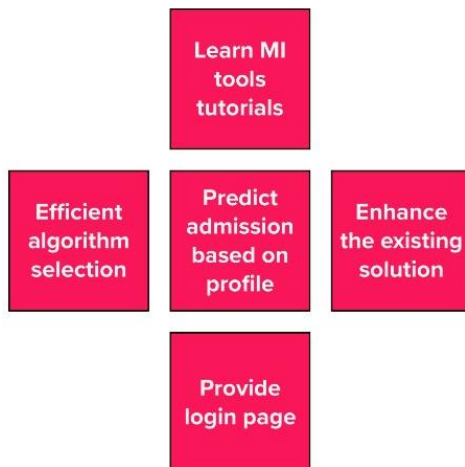 Learn MI
tools
tutorials
Efficient
algorithm
selection
Predict
admission
based on
profile
Enhance
the existing
solution
Provide
login page